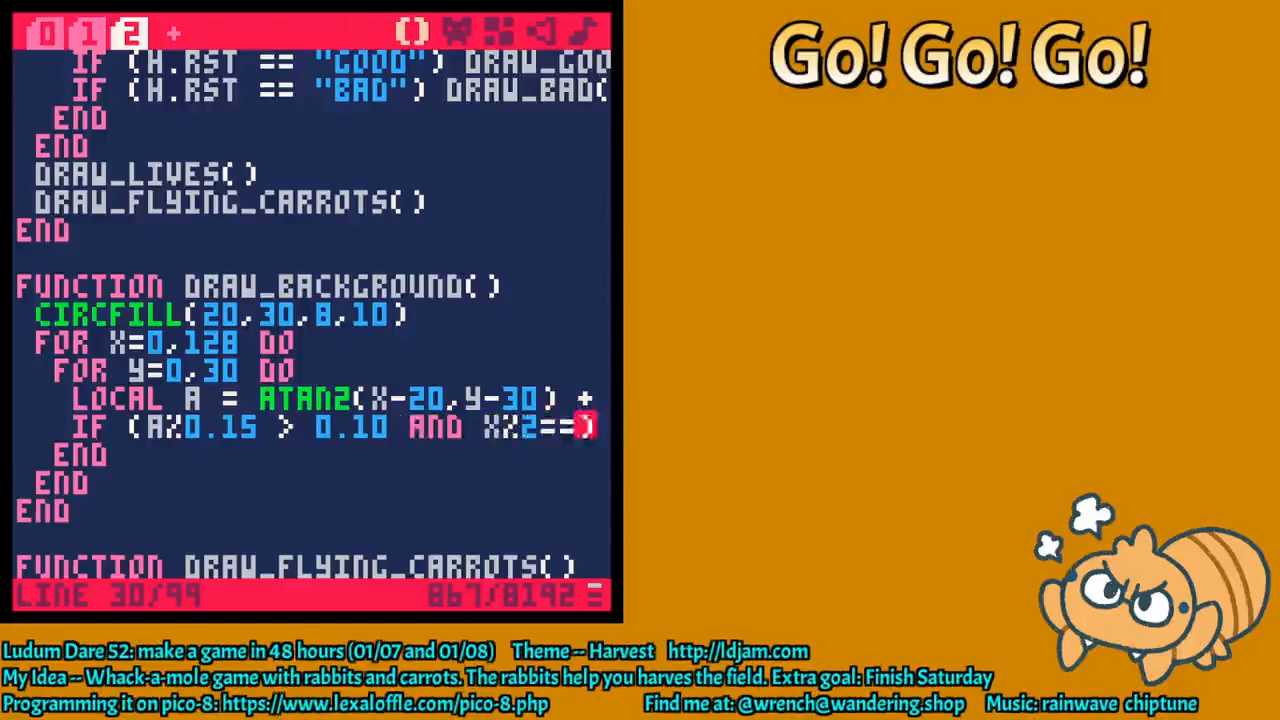 0 1 2 +
IF (H.RST == "GOOD") DRAW_GOO
IF (H.RST == "BAD") DRAW_BAD(
END
END
DRAW_LIVES()
DRAW_FLYING_CARROTS()
END
FUNCTION DRAW_BACKGROUND()
CIRCFILL(20,30,8,10)
FOR X=0,128 DO
FOR Y=0,30 DO
LOCAL A = ATAN2(X-20,Y-30) +
IF (A%0.15 > 0.10 AND X%2==)
END
END
END
FUNCTION DRAW_FLYING_CARROTS()
LINE 30/99 867/8192
Go! Go! Go!
Ludum Dare 52: make a game in 48 hours (01/07 and 01/08) Theme -- Harvest http://ldjam.com
My Idea -- Whack-a-mole game with rabbits and carrots. The rabbits help you harves the field. Extra goal: Finish Saturday
Programming it on pico-8: https://www.lexaloffle.com/pico-8.php Find me at: @wrench@wandering.shop Music: rainwave chiptune